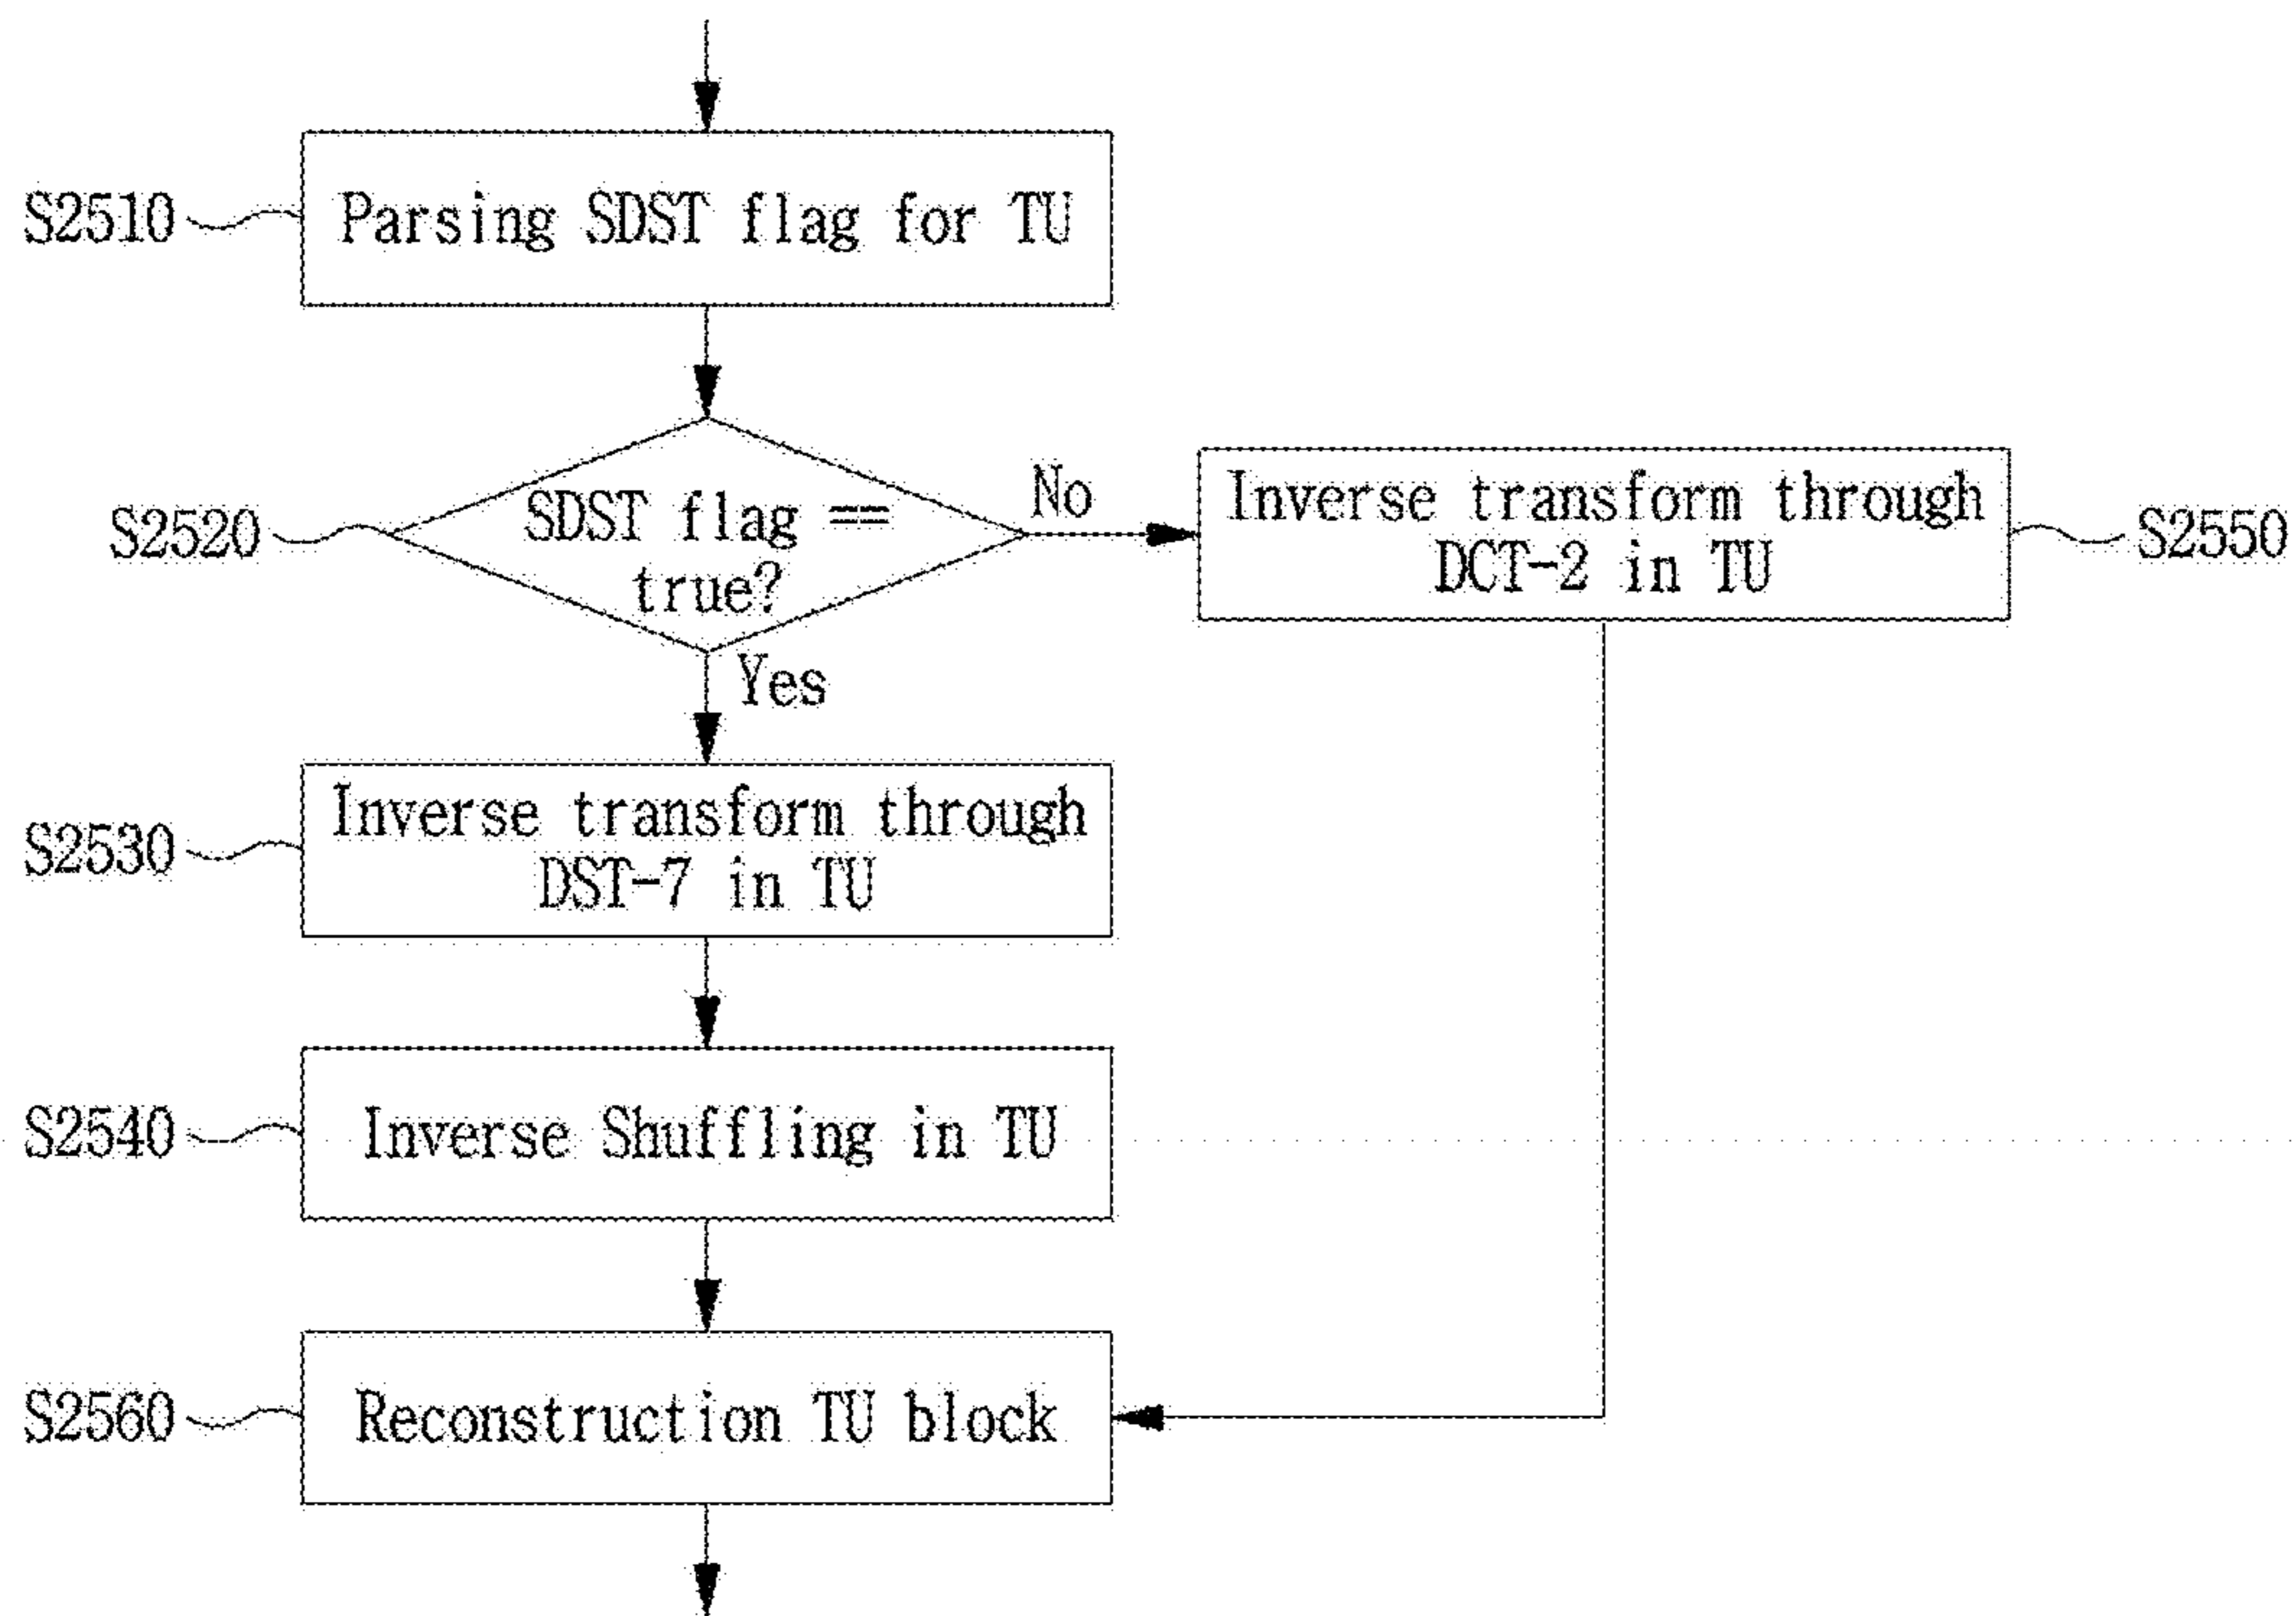 S2510
Parsing SDST flag for TU
S2520
SDST flag ==
true?
No
Inverse transform through
DCT-2 in TU
S2550
Yes
S2530
Inverse transform through
DST-7 in TU
S2540
Inverse Shuffling in TU
S2560
Reconstruction TU block